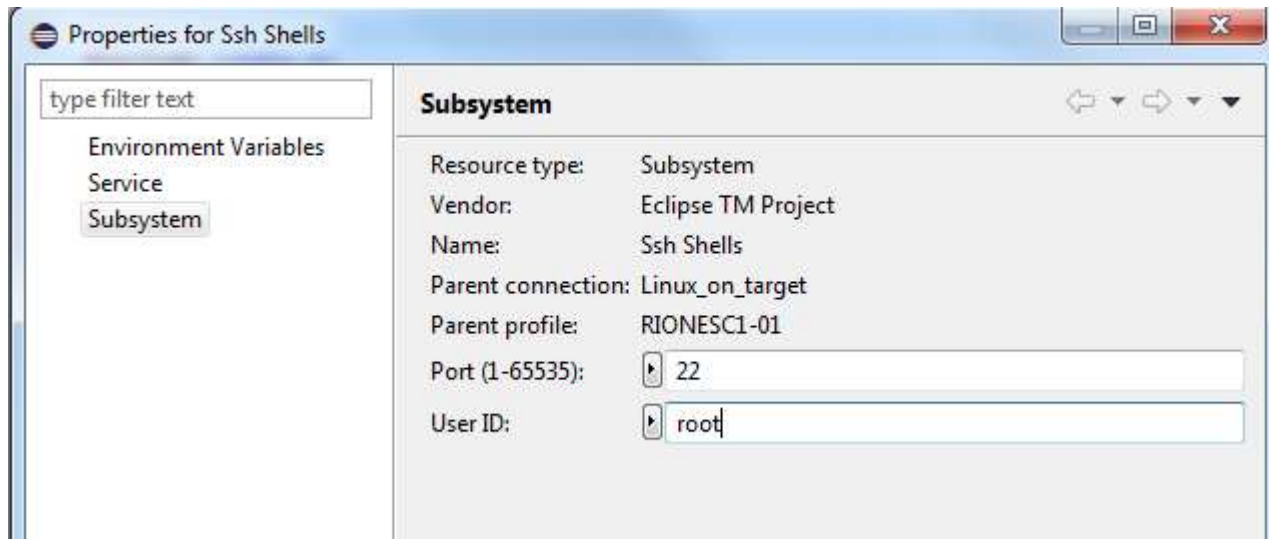 Properties for Ssh Shells
type filter text
Environment Variables
Service
Subsystem
Subsystem
Resource type: Subsystem
Vendor: Eclipse TM Project
Name: Ssh Shells
Parent connection: Linux_on_target
Parent profile: RIONESC1-01
Port (1-65535): 22
User ID: root